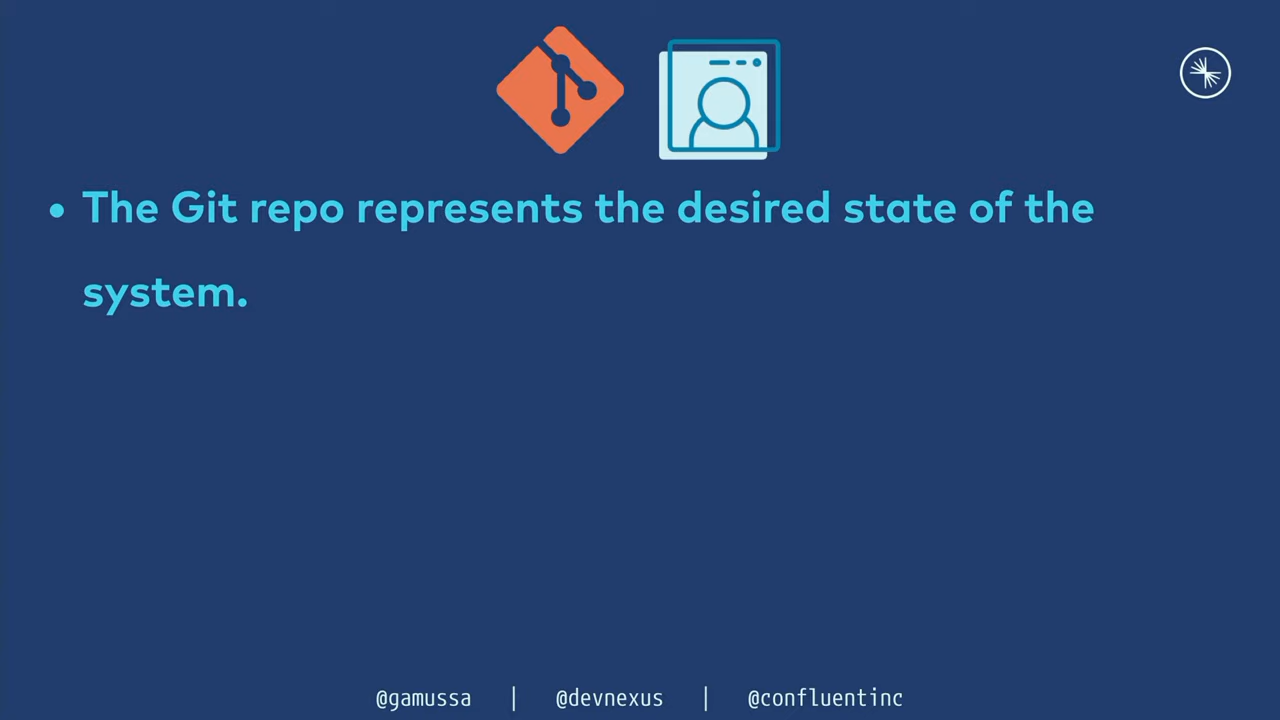 • The Git repo represents the desired state of the
system.
@gamussa | @devnexus | @confluentinc